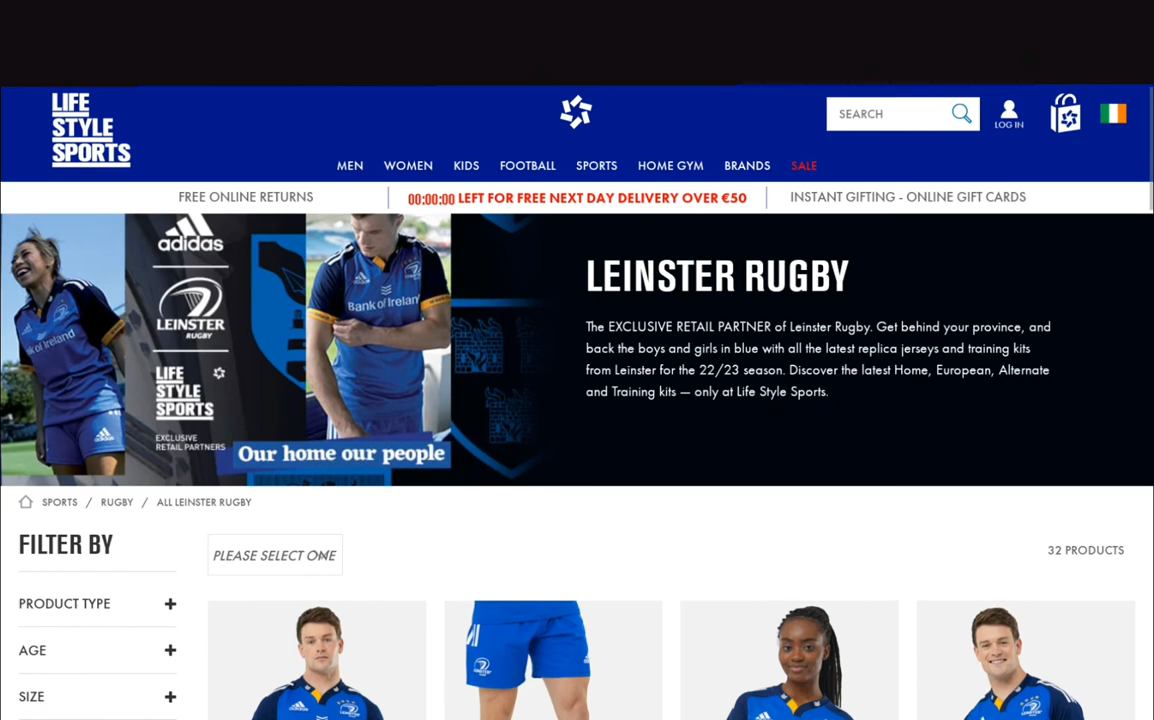 LIFE
STYLE
SPORTS
SEARCH
LOG IN
MEN WOMEN KIDS FOOTBALL SPORTS HOME GYM BRANDS SALE
FREE ONLINE RETURNS
00:00:00 LEFT FOR FREE NEXT DAY DELIVERY OVER €50
INSTANT GIFTING - ONLINE GIFT CARDS
adidas
LEINSTER
RUGBY
LIFE
STYLE
SPORTS
EXCLUSIVE
RETAIL PARTNERS
Bank of Ireland
Bank of Ireland
LEINSTER
adidas
Our home our people
LEINSTER RUGBY
The EXCLUSIVE RETAIL PARTNER of Leinster Rugby. Get behind your province, and
back the boys and girls in blue with all the latest replica jerseys and training kits
from Leinster for the 22/23 season. Discover the latest Home, European, Alternate
and Training kits — only at Life Style Sports.
SPORTS / RUGBY / ALL LEINSTER RUGBY
FILTER BY
PLEASE SELECT ONE
32 PRODUCTS
PRODUCT TYPE +
AGE +
SIZE +
LEINSTER